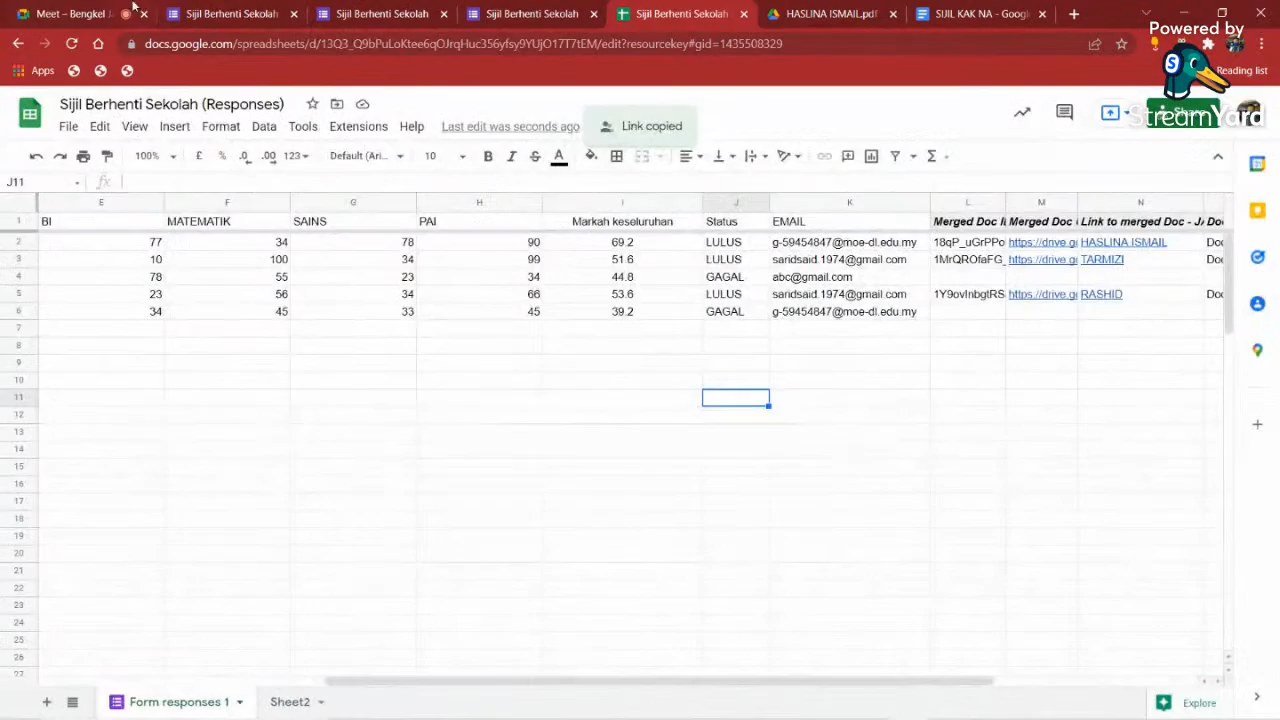 Meet – Bengkel J
Sijil Berhenti Sekolah
Sijil Berhenti Sekolah
Sijil Berhenti Sekolah
Sijil Berhenti Sekolah
HASLINA ISMAIL.pdf
SIJIL KAK NA - Goog
docs.google.com/spreadsheets/d/13Q3_Q9bPuLoKtee6qOJrqHuc356yfsy9YUjO17T7tEM/edit?resourcekey#gid=1435508329
Powered by
StreamYard
Apps
Reading list
Sijil Berhenti Sekolah (Responses)
File Edit View Insert Format Data Tools Extensions Help Last edit was seconds ago
Link copied
Share
100% £ % .0 .00 123 Default (Ari... 10 B I S A
J11 fx
E F G H I J K L M N
1 BI MATEMATIK SAINS PAI Markah keseluruhan Status EMAIL Merged Doc Merged Doc Link to merged Doc - J Do
2 77 34 78 90 69.2 LULUS g-59454847@moe-dl.edu.my 18qP_uGrPPo https://drive.g HASLINA ISMAIL Do
3 10 100 34 99 51.6 LULUS saridsaid.1974@gmail.com 1MrQROfaFG_ https://drive.g TARMIZI Do
4 78 55 23 34 44.8 GAGAL abc@gmail.com
5 23 56 34 66 53.6 LULUS saridsaid.1974@gmail.com 1Y9ovInbgtRS https://drive.g RASHID Do
6 34 45 33 45 39.2 GAGAL g-59454847@moe-dl.edu.my
7
8
9
10
11
12
13
14
15
16
17
18
19
20
21
22
23
24
25
26
27
Form responses 1 Sheet2 Explore